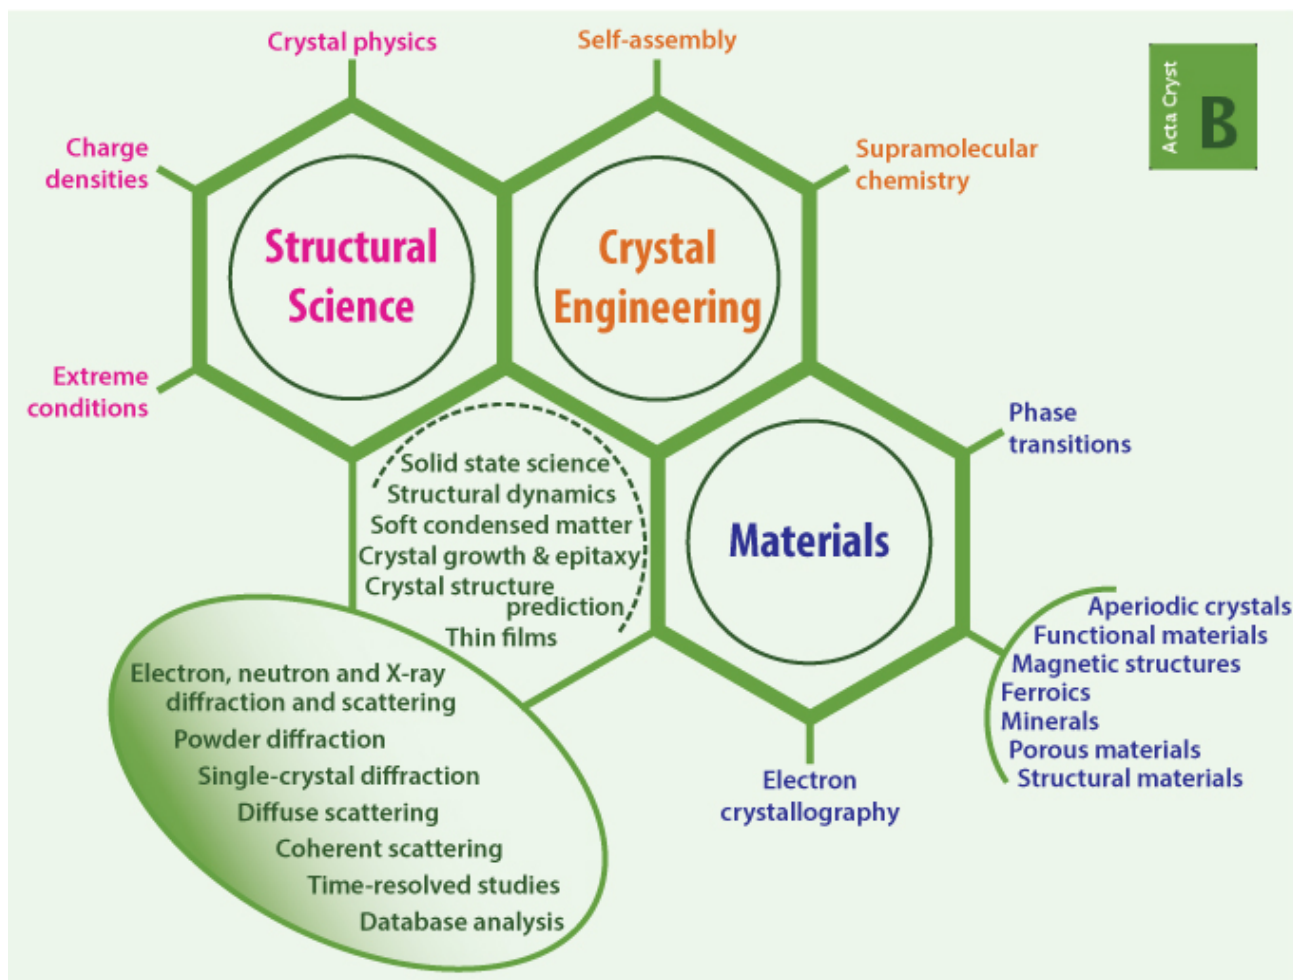 Crystal physics
Self-assembly
Acta Cryst
B
Charge
densities
Supramolecular
chemistry
Structural
Science
Crystal
Engineering
Extreme
conditions
Phase
transitions
Solid state science
Structural dynamics
Soft condensed matter
Crystal growth & epitaxy
Crystal structure
prediction
Thin films
Materials
Aperiodic crystals
Functional materials
Magnetic structures
Ferroics
Minerals
Porous materials
Structural materials
Electron, neutron and X-ray
diffraction and scattering
Powder diffraction
Single-crystal diffraction
Diffuse scattering
Coherent scattering
Time-resolved studies
Database analysis
Electron
crystallography